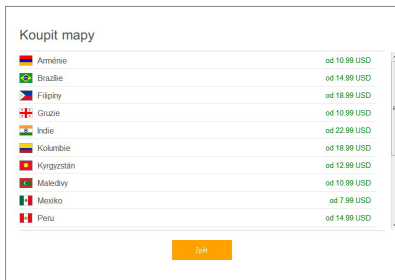 Koupit mapy
Arménie od 10.99 USD
Brazílie od 14.99 USD
Filipíny od 18.99 USD
Gruzie od 10.99 USD
Indie od 22.99 USD
Kolumbie od 18.99 USD
Kyrgyzstán od 12.99 USD
Maledivy od 10.99 USD
Mexiko od 7.99 USD
Peru od 14.99 USD
Zpět